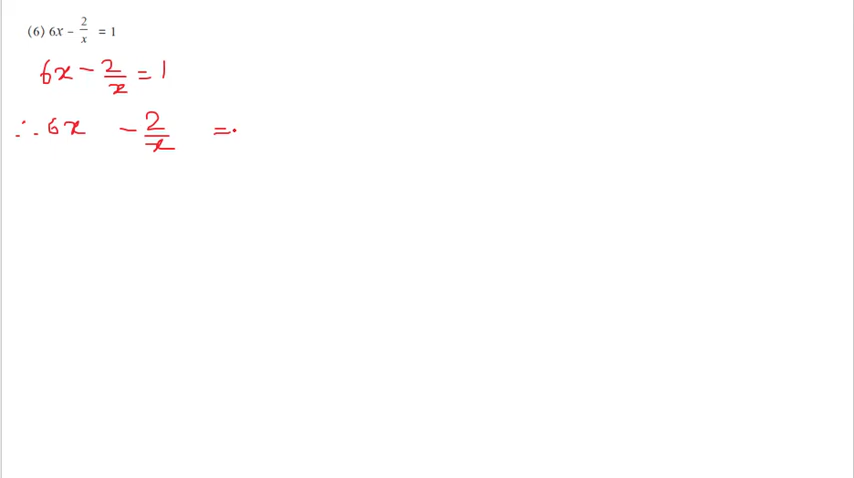 (6) 6x - 2/x = 1
6x - 2/x = 1
∴ 6x - 2/x =